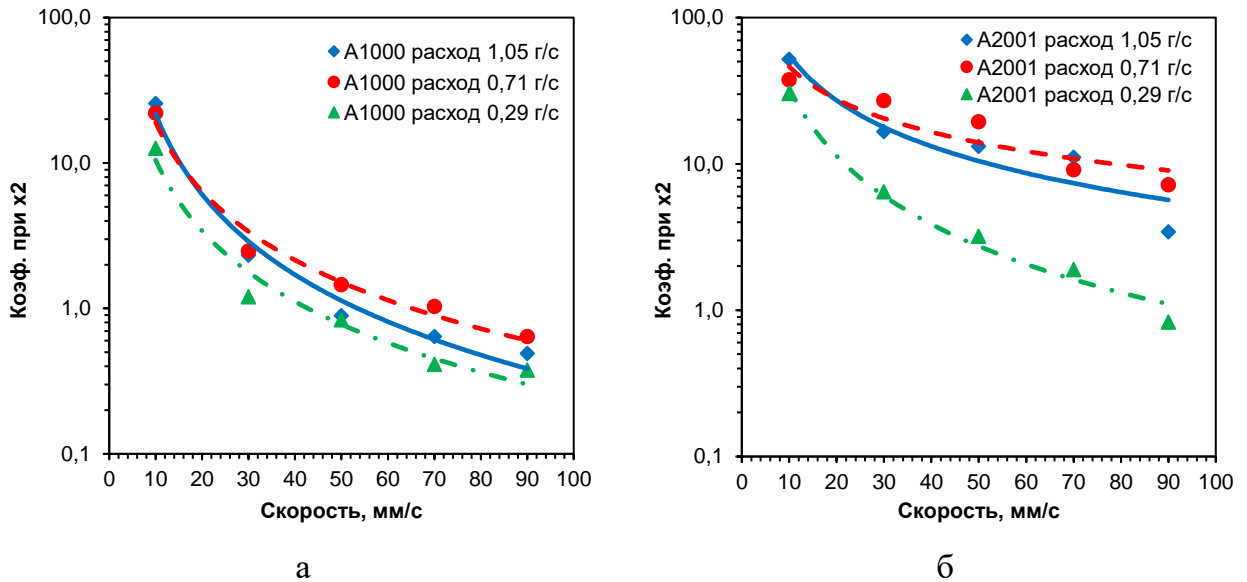 100,0
10,0
1,0
0,1
Коэф. при x2
А1000 расход 1,05 г/с
А1000 расход 0,71 г/с
А1000 расход 0,29 г/с
0 10 20 30 40 50 60 70 80 90 100
Скорость, мм/с
а
100,0
10,0
1,0
0,1
Коэф. при x2
А2001 расход 1,05 г/с
А2001 расход 0,71 г/с
А2001 расход 0,29 г/с
0 10 20 30 40 50 60 70 80 90 100
Скорость, мм/с
б